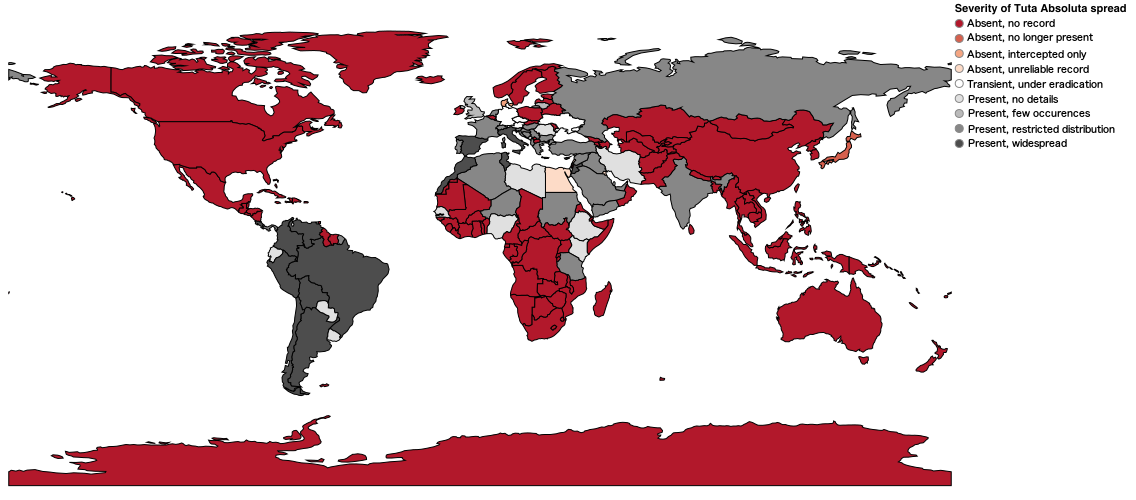 Severity of Tuta Absoluta spread
Absent, no record
Absent, no longer present
Absent, intercepted only
Absent, unreliable record
Transient, under eradication
Present, no details
Present, few occurences
Present, restricted distribution
Present, widespread